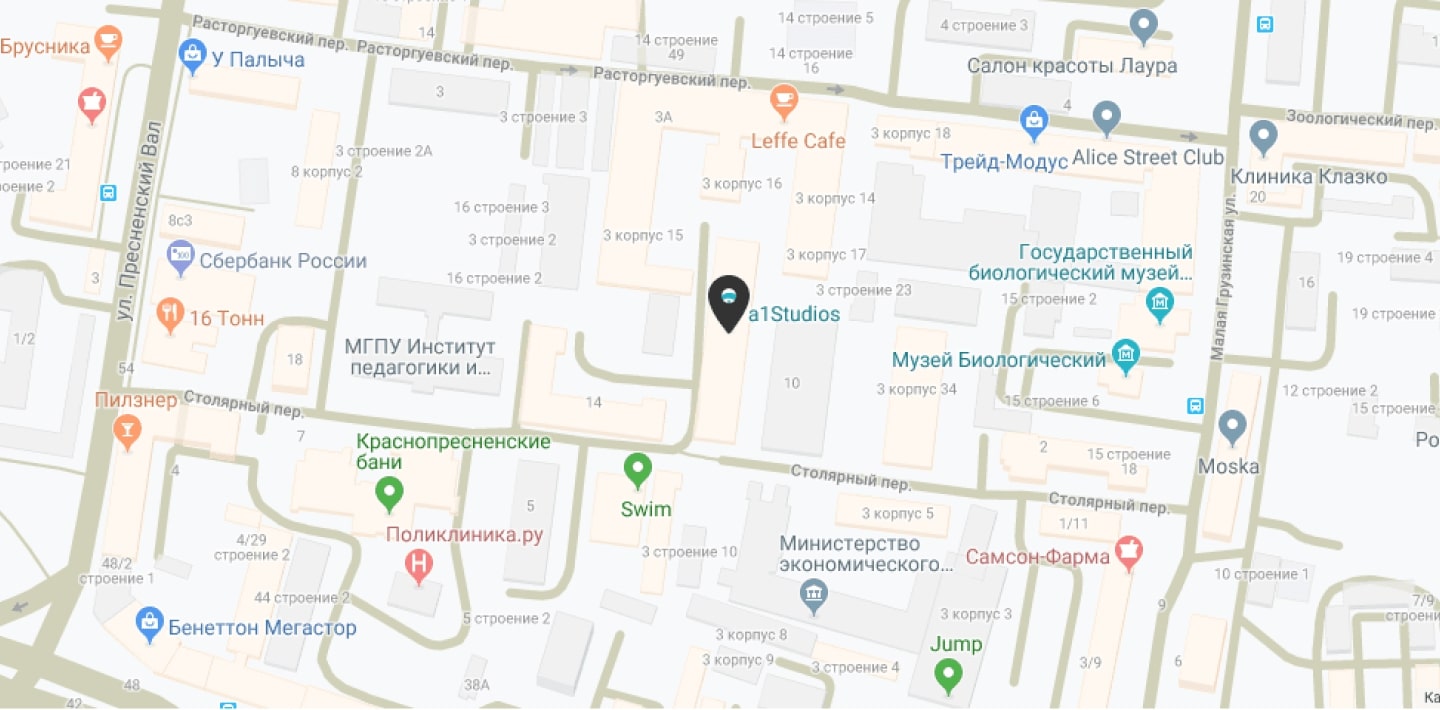 14 строение 5
4 строение 3
Расторгуевский пер.
Расторгуевский пер.
Расторгуевский пер.
14
14 строение
49
14 строение
16
Брусника
У Палыча
Салон красоты Лаура
3
3 строение 3
3А
Leffe Cafe
3 корпус 18
4
Трейд-Модус
Alice Street Club
Зоологический пер.
Клиника Клазко
20
строение 2А
3 строение 2А
8 корпус 2
3 корпус 16
3 корпус 14
16 строение 3
3 строение 2
16 строение 2
3 корпус 15
3 корпус 17
8с3
Сбербанк России
3
ул. Пресненский Вал
16 Тонн
1/2
18
54
МГПУ Институт
педагогики и...
a1Studios
3 строение 23
Государственный
биологический музей...
15 строение 2
Малая Грузинская ул.
16
19 строение 4
19 строение
Музей Биологический
10
3 корпус 34
15 строение 6
12 строение 2
15 строение
Пилзнер
Столярный пер.
14
7
4
Краснопресненские
бани
Swim
Столярный пер.
2
15 строение
18
Moska
Столярный пер.
5
Поликлиника.ру
4/29
строение 2
3 строение 10
Министерство
экономического...
3 корпус 5
1/11
Самсон-Фарма
48/2
строение 1
44 строение 2
Бенеттон Мегастор
5 строение 2
3 корпус 3
3 корпус 8
3 корпус 9
3 строение 4
Jump
10 строение 1
9
7/9
3/9
6
48
42
38А